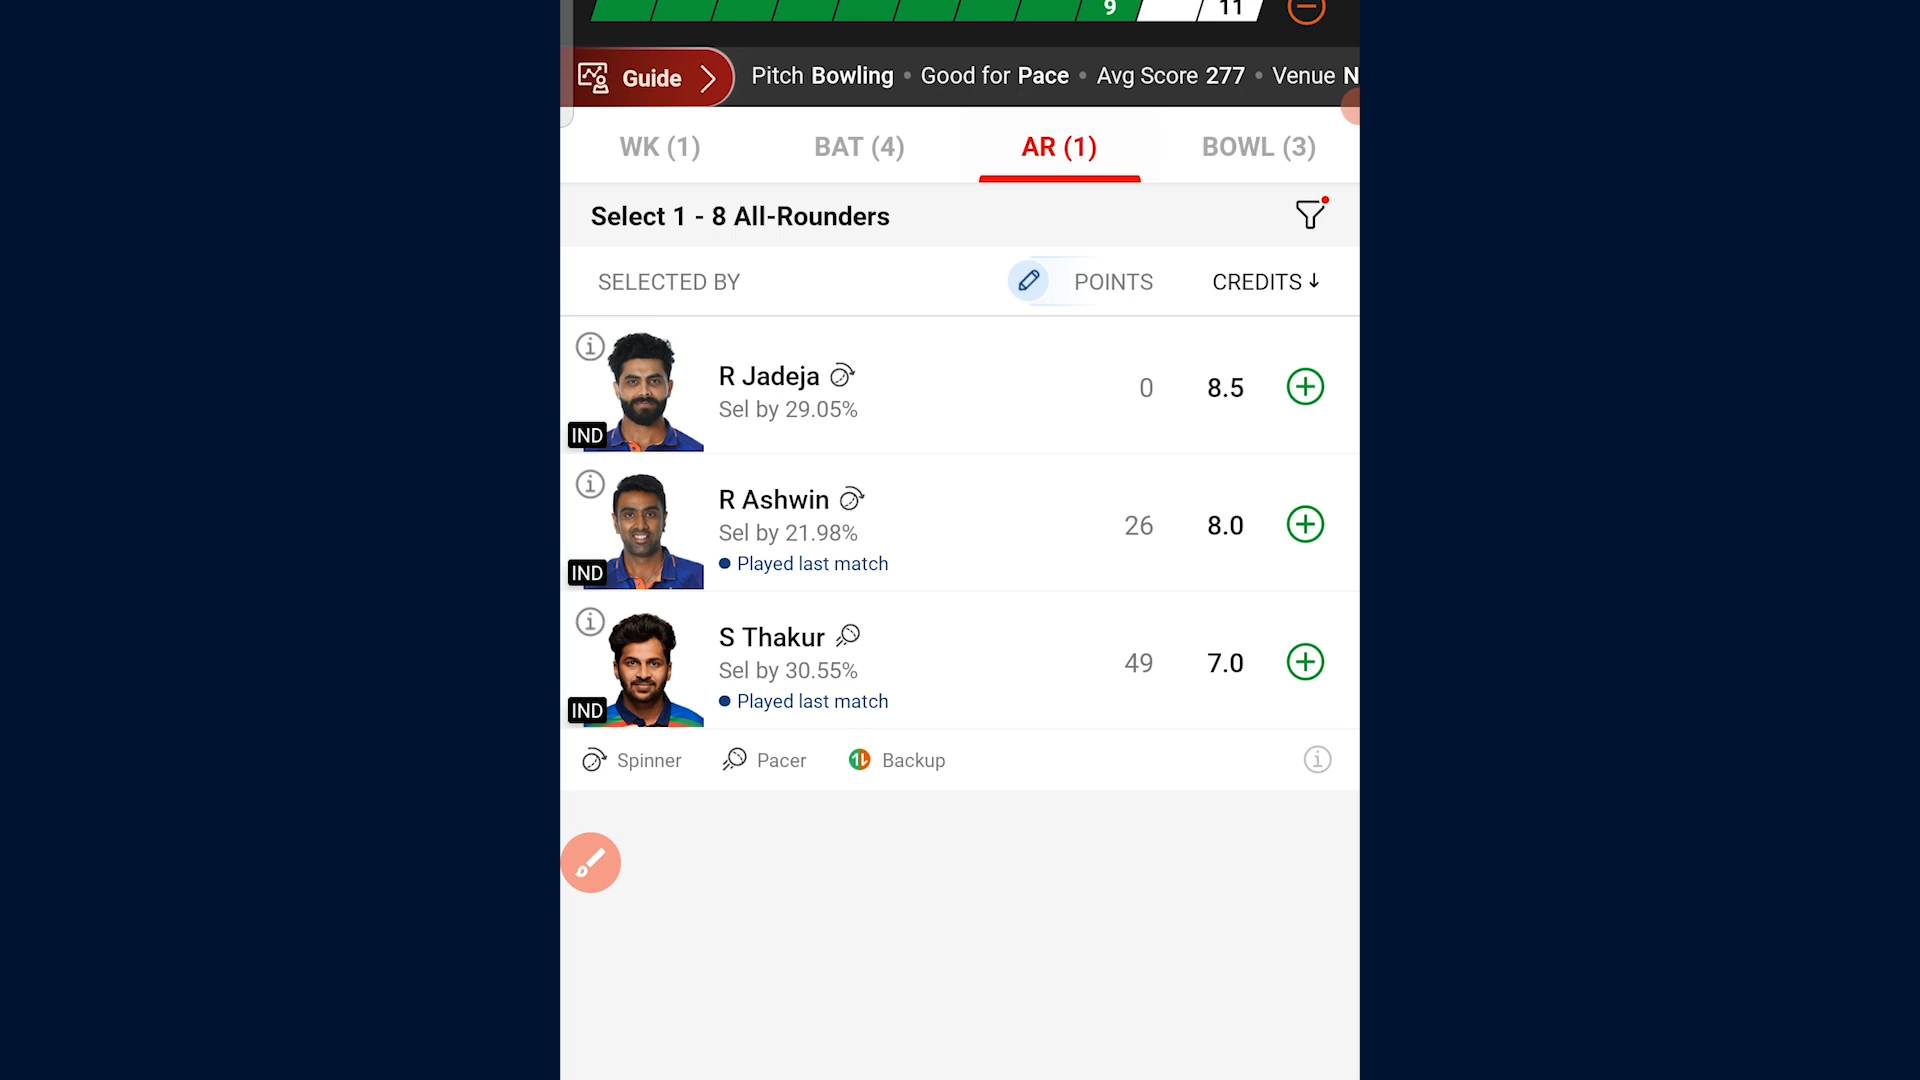 9 11
Guide Pitch Bowling • Good for Pace • Avg Score 277 • Venue N
WK (1) BAT (4) AR (1) BOWL (3)
Select 1 - 8 All-Rounders
SELECTED BY POINTS CREDITS ↓
R Jadeja
Sel by 29.05%
0 8.5
IND
R Ashwin
Sel by 21.98%
26 8.0
Played last match
IND
S Thakur
Sel by 30.55%
49 7.0
Played last match
IND
Spinner Pacer Backup